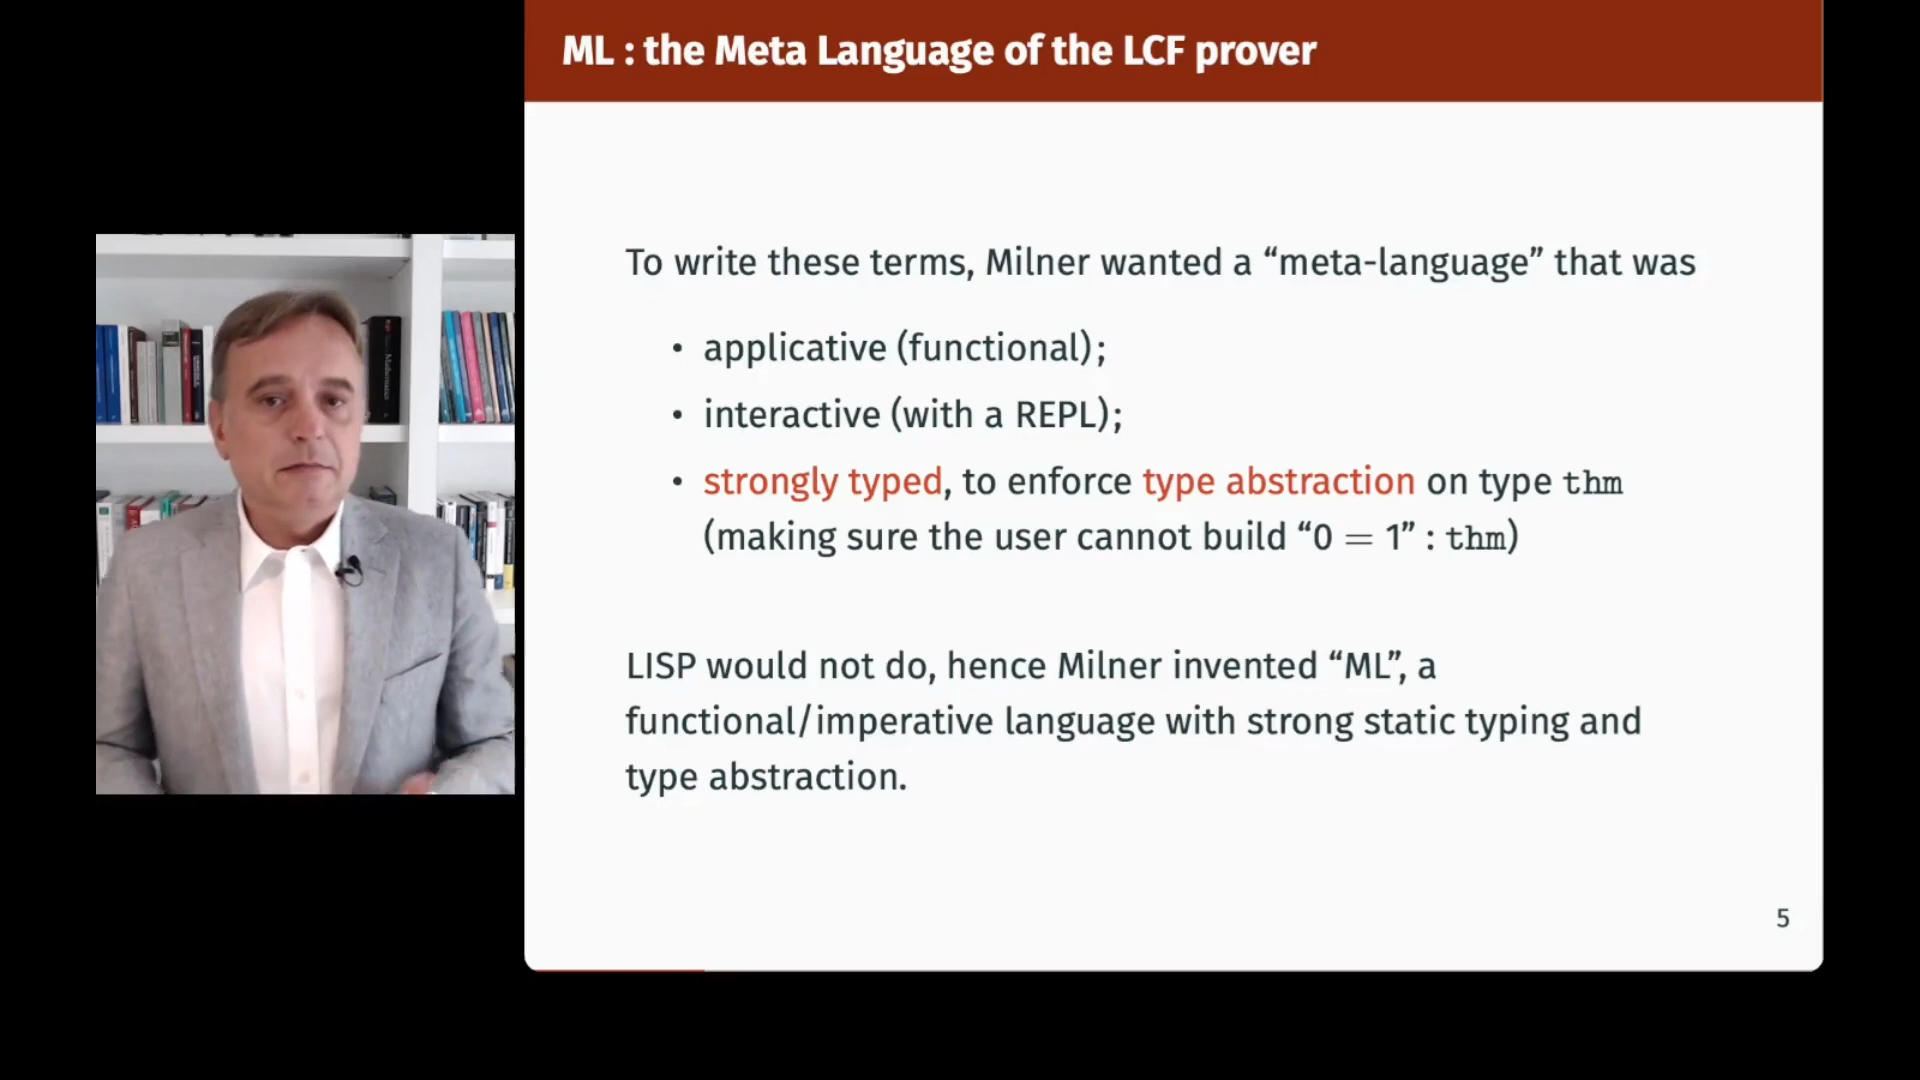 ML : the Meta Language of the LCF prover
To write these terms, Milner wanted a “meta-language” that was
• applicative (functional);
• interactive (with a REPL);
• strongly typed, to enforce type abstraction on type thm
(making sure the user cannot build “0 = 1” : thm)
LISP would not do, hence Milner invented “ML”, a
functional/imperative language with strong static typing and
type abstraction.
5